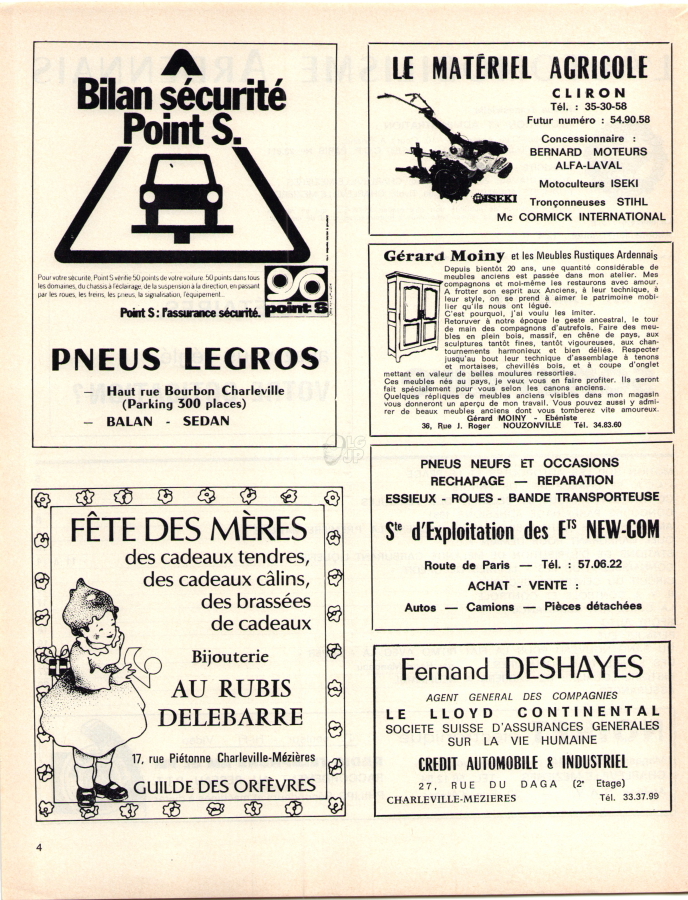 Bilan sécurité
Point S.
Pour votre sécurité, Point S vérifie 50 points de votre voiture. 50 points dans tous
les domaines, du chassis à l'éclairage, de la suspension à la direction, en passant
par les roues, les freins, les pneus, la signalisation, l'équipement...
point S
Point S : l'assurance sécurité.
PNEUS LEGROS
— Haut rue Bourbon Charleville
(Parking 300 places)
— BALAN - SEDAN
FÊTE DES MÈRES
des cadeaux tendres,
des cadeaux câlins,
des brassées
de cadeaux
Bijouterie
AU RUBIS
DELEBARRE
17, rue Piétonne Charleville-Mézières
GUILDE DES ORFÈVRES
4
LE MATÉRIEL AGRICOLE
CLIRON
Tél. : 35-30-58
Futur numéro : 54.90.58
Concessionnaire :
BERNARD MOTEURS
ALFA-LAVAL
Motoculteurs ISEKI
ISEKI
Tronçonneuses STIHL
Mc CORMICK INTERNATIONAL
Gérard Moiny et les Meubles Rustiques Ardennais
Depuis bientôt 20 ans, une quantité considérable de
meubles anciens est passée dans mon atelier. Mes
compagnons et moi-même les restaurons avec amour.
A frotter son esprit aux Anciens, à leur technique, à
leur style, on se prend à aimer le patrimoine mobi-
lier qu'ils nous ont légué.
C'est pourquoi, j'ai voulu les imiter.
Retoruver à notre époque le geste ancestral, le tour
de main des compagnons d'autrefois. Faire des meu-
bles en plein bois, massif, en chêne de pays, aux
sculptures tantôt fines, tantôt vigoureuses, aux chan-
tournements harmonieux et bien déliés. Respecter
jusqu'au bout leur technique d'assemblage à tenons
et mortaises, chevillés bois, et à coupe d'onglet
mettant en valeur de belles moulures ressorties.
Ces meubles nés au pays, je veux vous en faire profiter. Ils seront
fait spécialement pour vous selon les canons anciens.
Quelques répliques de meubles anciens visibles dans mon magasin
vous donneront un aperçu de mon travail. Vous pouvez aussi y admi-
rer de beaux meubles anciens dont vous tomberez vite amoureux.
Gérard MOINY - Ebéniste
36, Rue J. Roger NOUZONVILLE Tél. 34.83.60
PNEUS NEUFS ET OCCASIONS
RECHAPAGE — REPARATION
ESSIEUX - ROUES - BANDE TRANSPORTEUSE
Sté d'Exploitation des ETS NEW-GOM
Route de Paris — Tél. : 57.06.22
ACHAT - VENTE :
Autos — Camions — Pièces détachées
Fernand DESHAYES
AGENT GENERAL DES COMPAGNIES
LE LLOYD CONTINENTAL
SOCIETE SUISSE D'ASSURANCES GENERALES
SUR LA VIE HUMAINE
CREDIT AUTOMOBILE & INDUSTRIEL
27, RUE DU DAGA (2e Etage)
CHARLEVILLE-MEZIERES Tél. 33.37.99